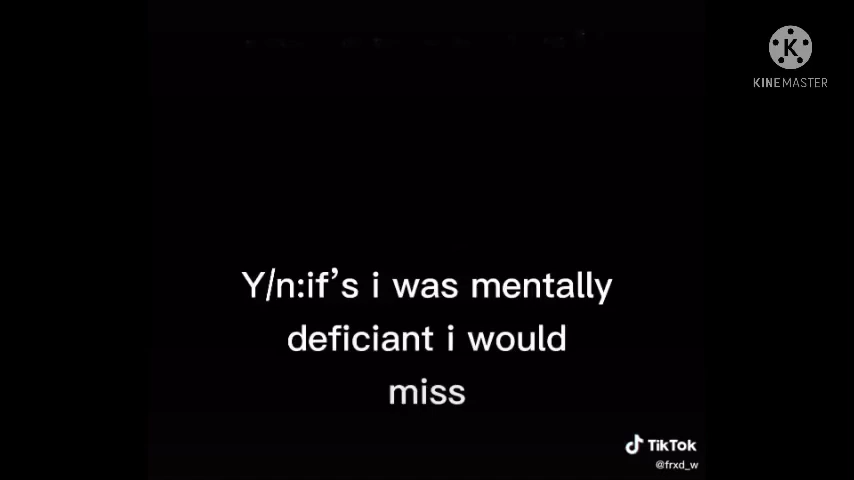 KINEMASTER
Y/n:if's i was mentally
deficiant i would
miss
TikTok
@frxd_w